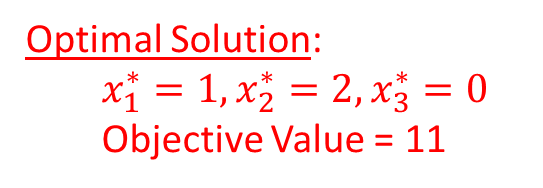 Optimal Solution:
x₁* = 1, x₂* = 2, x₃* = 0
Objective Value = 11